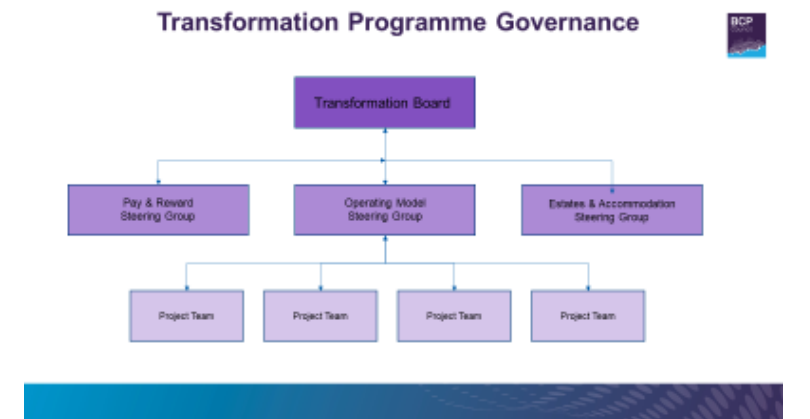 Transformation Programme Governance
BCP
COUNCIL
Transformation Board
Pay & Reward
Steering Group
Operating Model
Steering Group
Estates & Accommodation
Steering Group
Project Team
Project Team
Project Team
Project Team